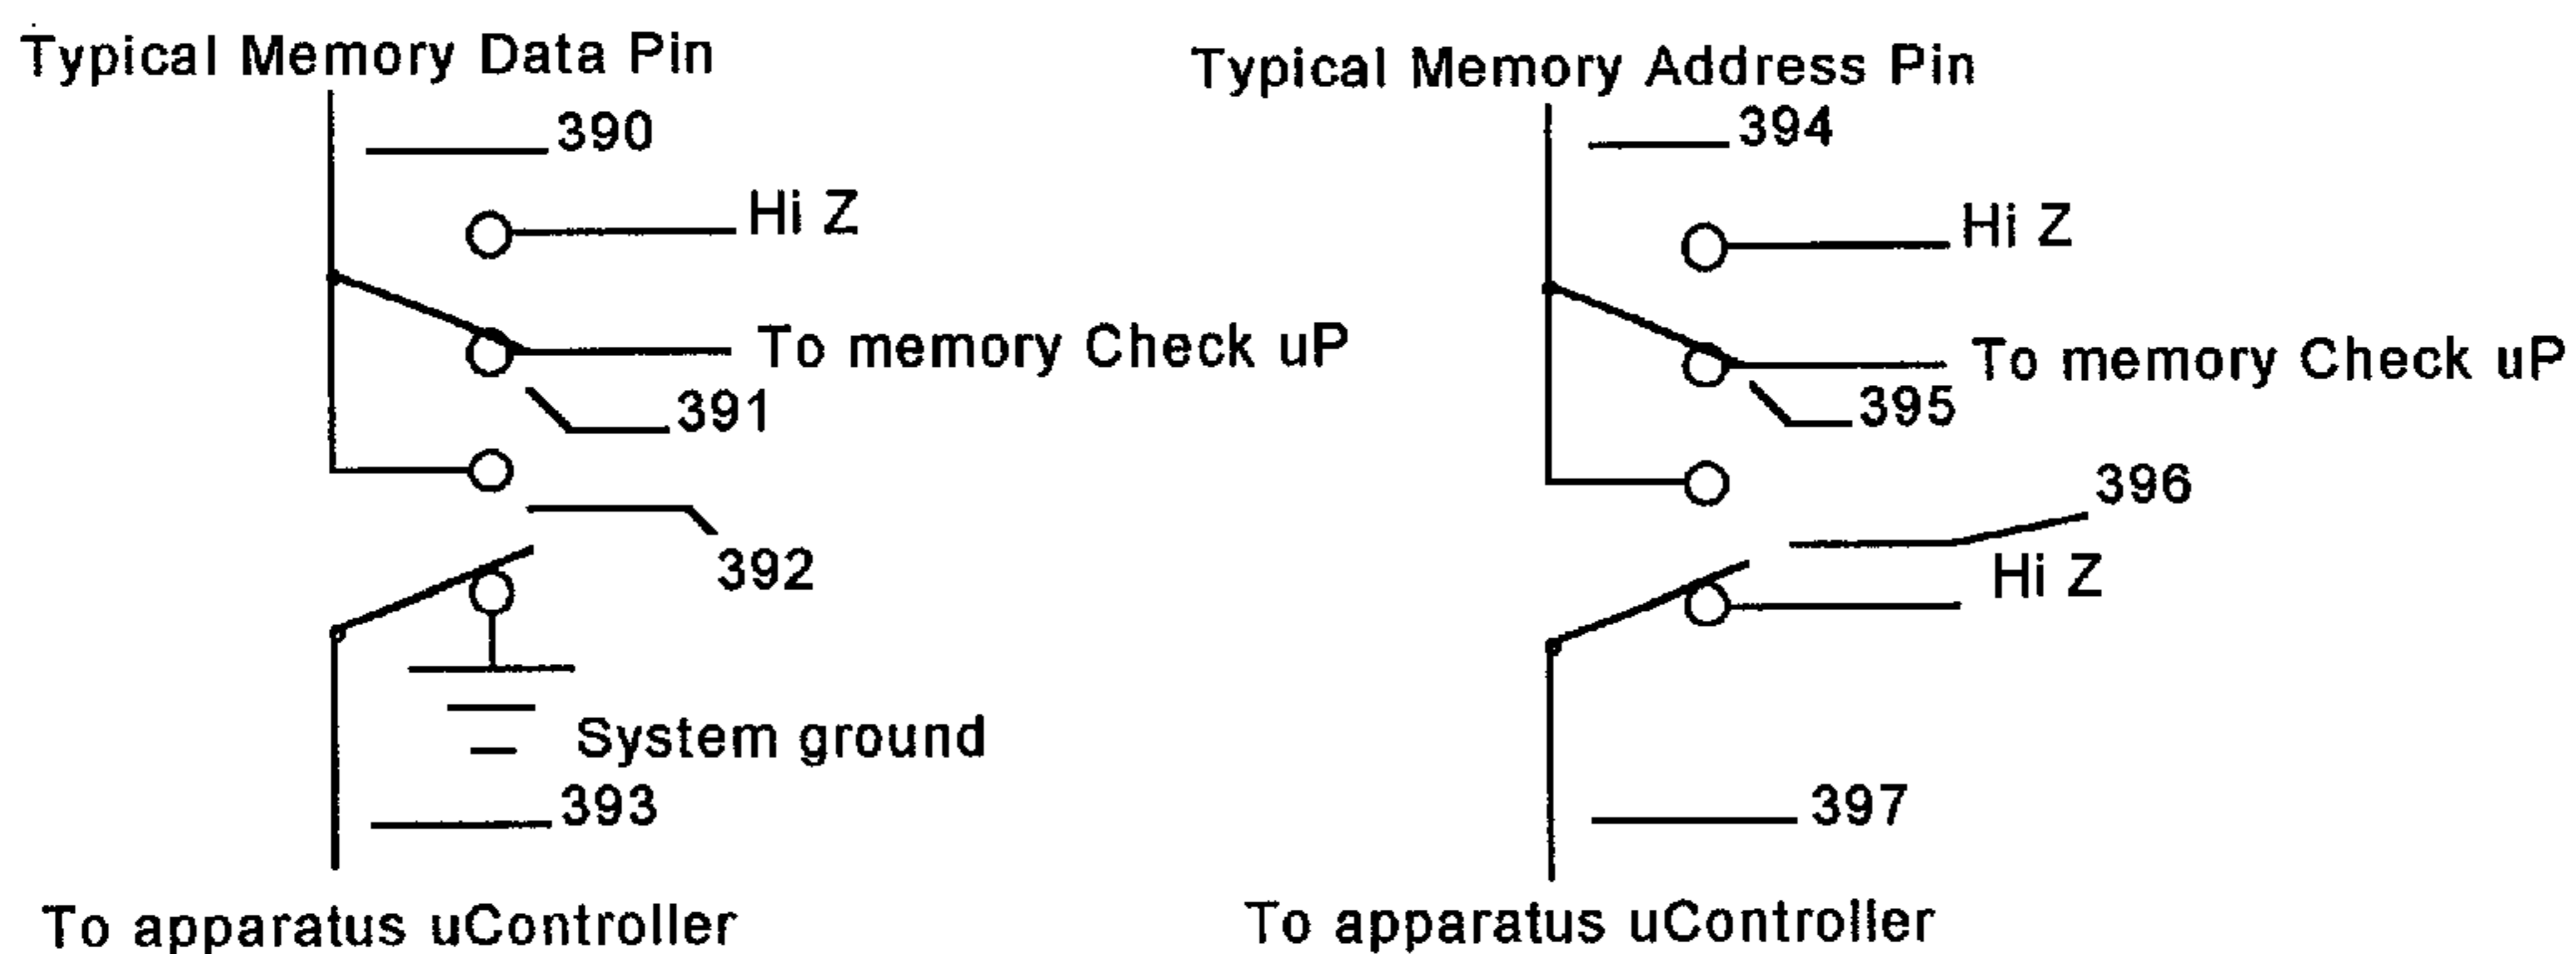 Typical Memory Data Pin
390
Hi Z
To memory Check uP
391
392
System ground
393
To apparatus uController
Typical Memory Address Pin
394
Hi Z
To memory Check uP
395
396
Hi Z
397
To apparatus uController